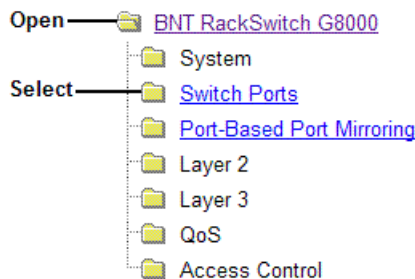 Open BNT RackSwitch G8000
System
Select Switch Ports
Port-Based Port Mirroring
Layer 2
Layer 3
QoS
Access Control